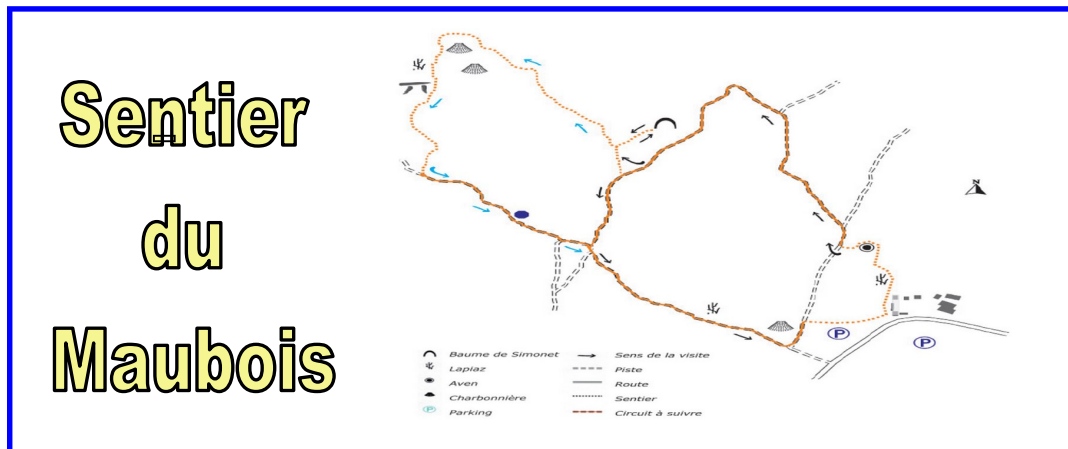 Sentier
du
Maubois
N
P
P
Baume de Simonet
Lapiaz
Aven
Charbonnière
P Parking
Sens de la visite
Piste
Route
Sentier
Circuit à suivre